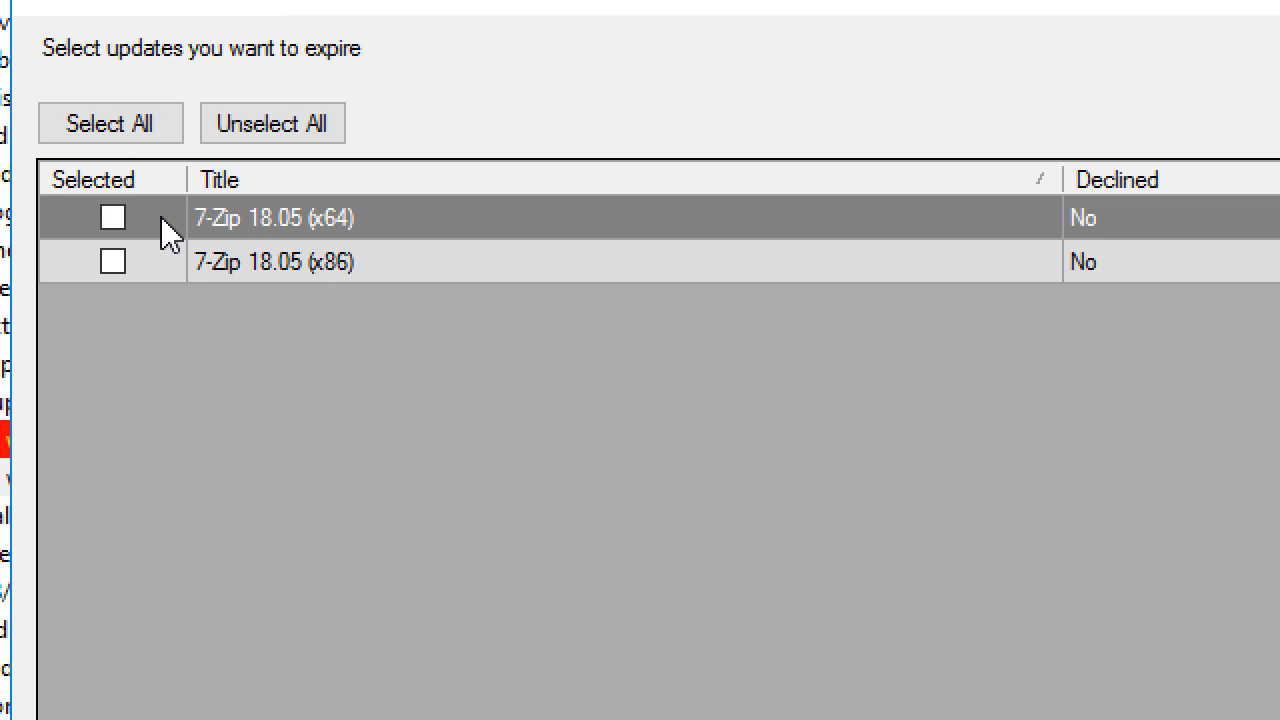 Select updates you want to expire
Select All Unselect All
Selected Title Declined
7-Zip 18.05 (x64) No
7-Zip 18.05 (x86) No